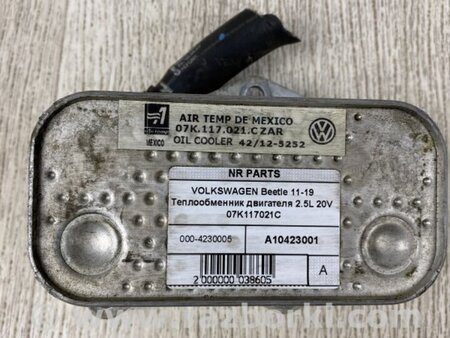 AIR TEMP DE MEXICO
07K.117.021.C ZAR
MEXICO
OIL COOLER 42/12-5252
NR PARTS
VOLKSWAGEN Beetle 11-19
Теплообменник двигателя 2.5L 20V
07K117021C
000-4230005 A10423001
A
2 000000 038605